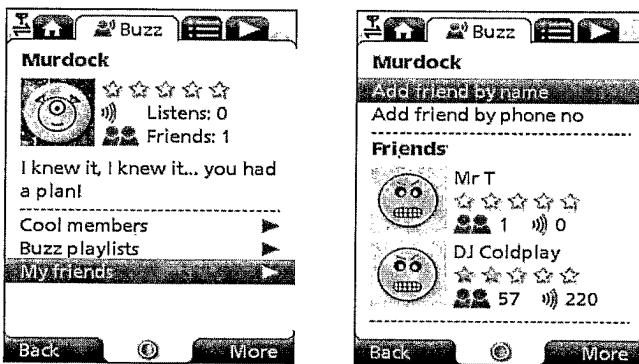 Buzz
Murdock
Listens: 0
Friends: 1
I knew it, I knew it... you had
a plan!
Cool members
Buzz playlists
My friends
Back
More
Buzz
Murdock
Add friend by name
Add friend by phone no
Friends
Mr T
1
0
DJ Coldplay
57
220
Back
More